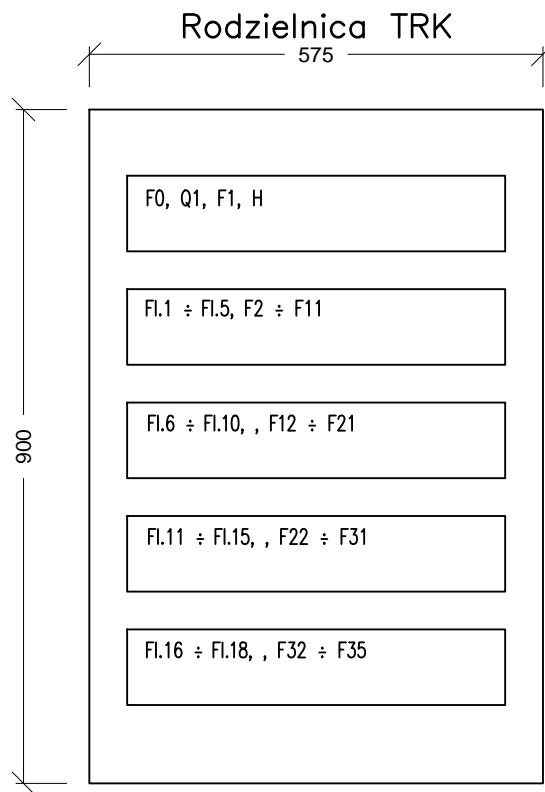 Rodzielnica TRK
575
F0, Q1, F1, H
FI.1 ÷ FI.5, F2 ÷ F11
FI.6 ÷ FI.10, , F12 ÷ F21
900
FI.11 ÷ FI.15, , F22 ÷ F31
FI.16 ÷ FI.18, , F32 ÷ F35